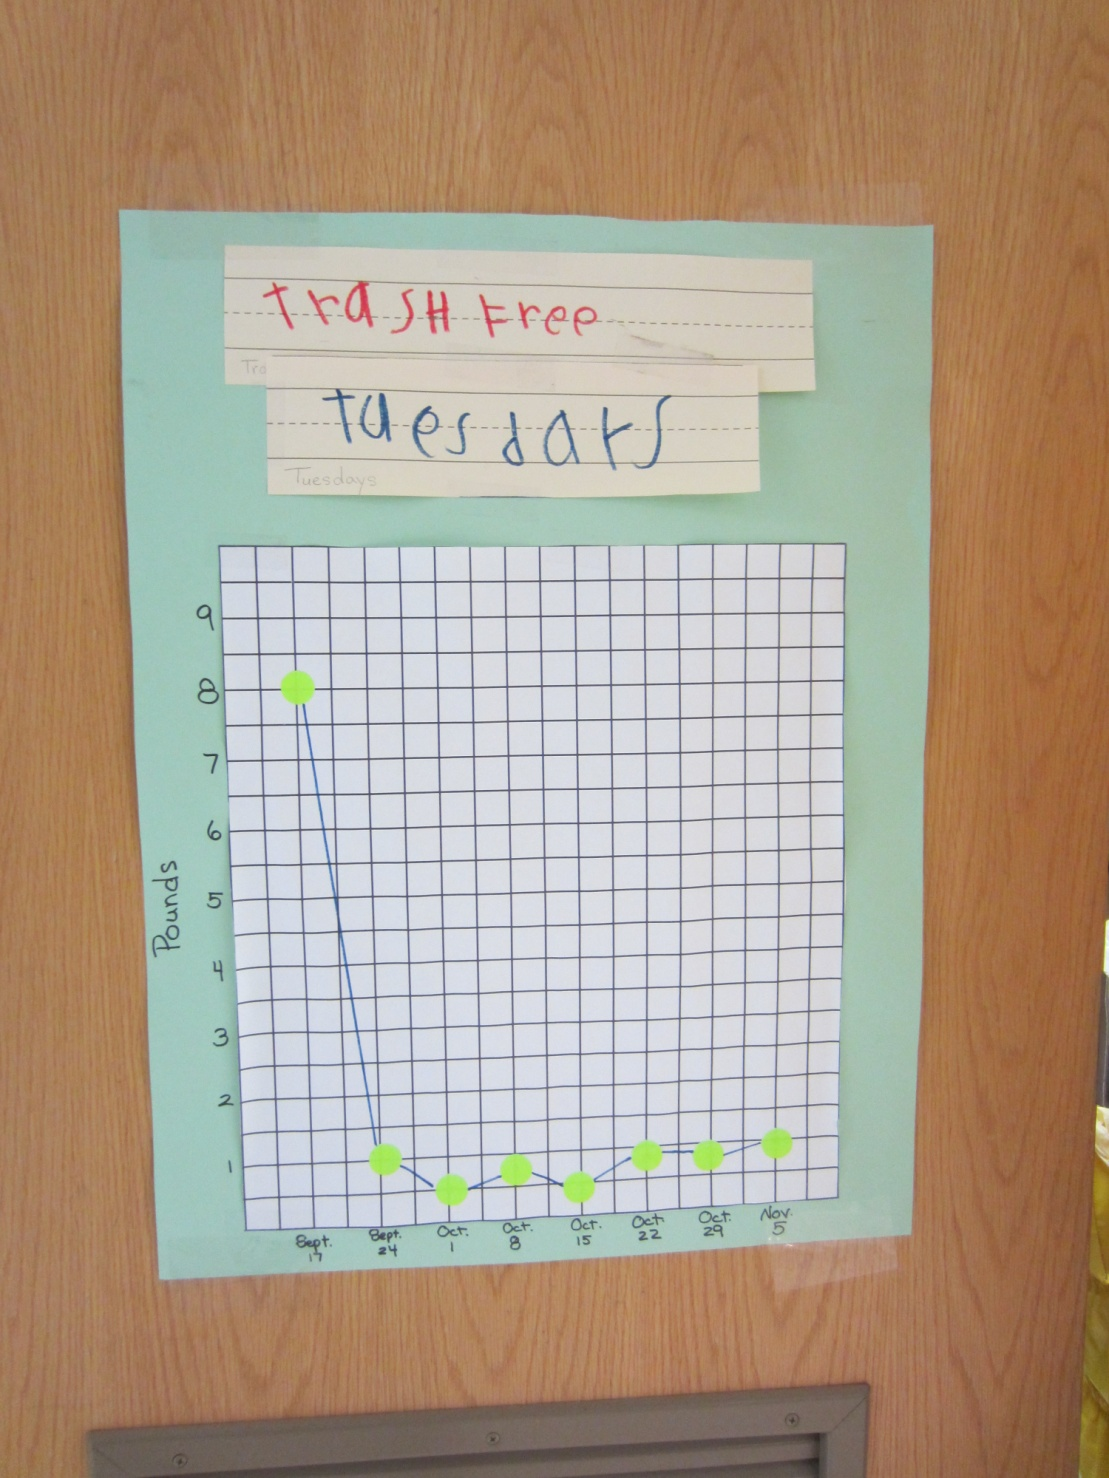 TrASH Free
Tra
TuesdaYS
Tuesdays
9
8
7
6
5
4
3
2
1
Pounds
Sept. 17
Sept. 24
Oct. 1
Oct. 8
Oct. 15
Oct 22
Oct. 29
Nov. 5